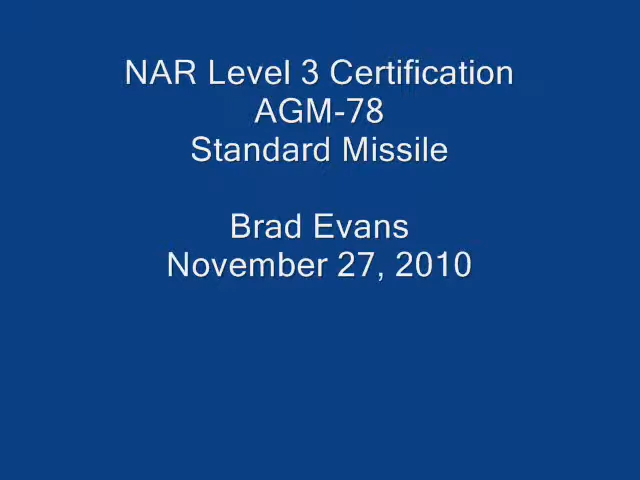 NAR Level 3 Certification
AGM-78
Standard Missile
Brad Evans
November 27, 2010